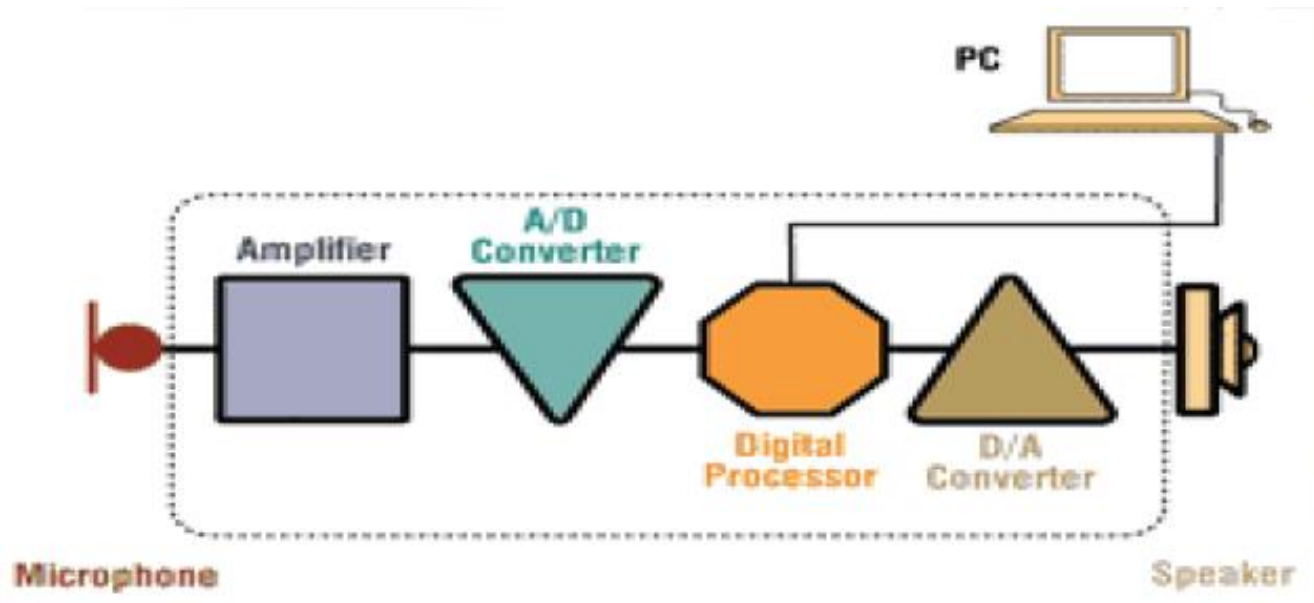 PC
Amplifier
A/D
Converter
Digital
Processor
D/A
Converter
Microphone
Speaker